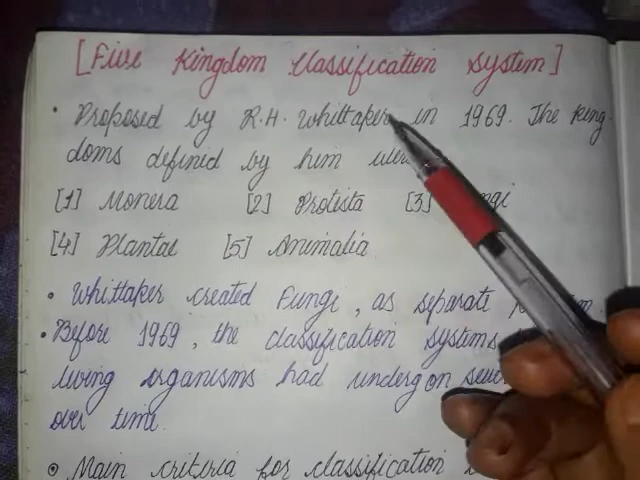 [Five Kingdom Classification System]
• Proposed by R.H. Whittaker in 1969. The King-
doms defined by him
[1] Monera [2] Protista [3]
[4] Plantae [5] Animalia
• Whittaker created Fungi, as separate
• Before 1969, the classification systems
living organisms had undergon
over time.
⊙ Main criteria for classification